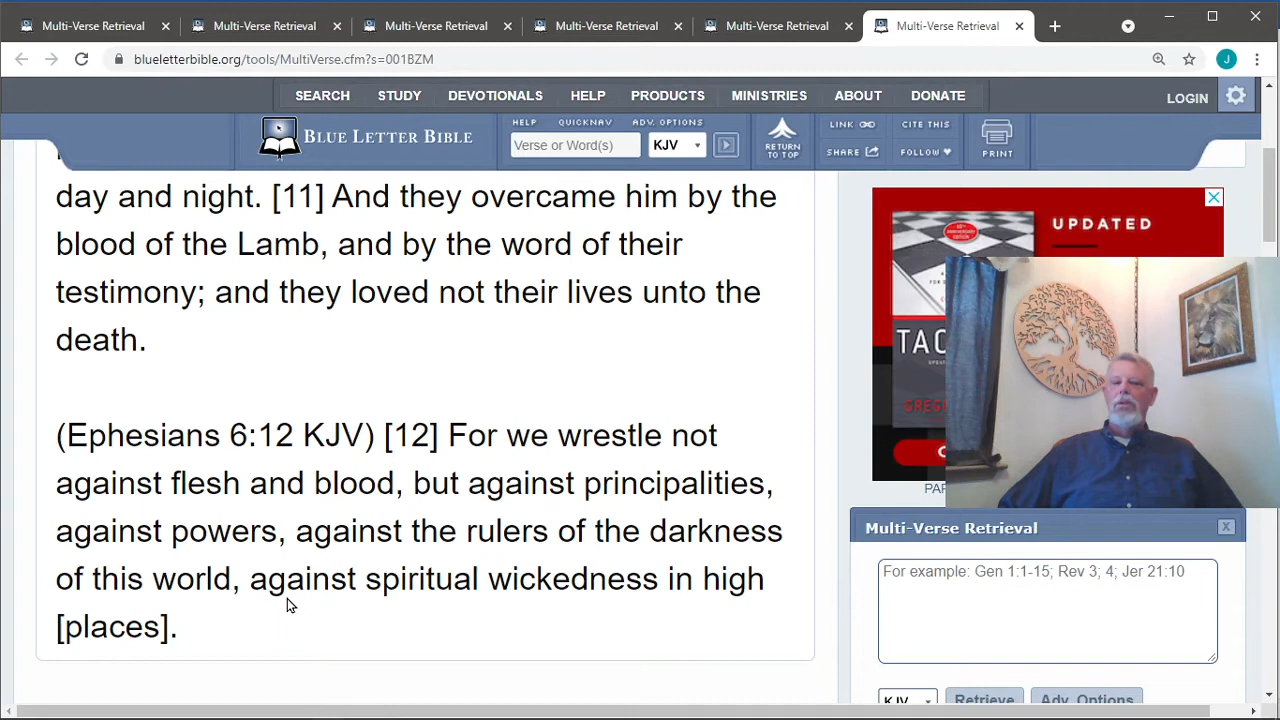 Multi-Verse Retrieval
Multi-Verse Retrieval
Multi-Verse Retrieval
Multi-Verse Retrieval
Multi-Verse Retrieval
Multi-Verse Retrieval
blueletterbible.org/tools/MultiVerse.cfm?s=001BZM
J
SEARCH STUDY DEVOTIONALS HELP PRODUCTS MINISTRIES ABOUT DONATE
LOGIN
BLUE LETTER BIBLE
HELP QUICKNAV ADV. OPTIONS
Verse or Word(s) KJV
RETURN
TO TOP
LINK CITE THIS
SHARE FOLLOW
PRINT
day and night. [11] And they overcame him by the
blood of the Lamb, and by the word of their
testimony; and they loved not their lives unto the
death.
(Ephesians 6:12 KJV) [12] For we wrestle not
against flesh and blood, but against principalities,
against powers, against the rulers of the darkness
of this world, against spiritual wickedness in high
[places].
UPDATED
Multi-Verse Retrieval
For example: Gen 1:1-15; Rev 3; 4; Jer 21:10
KJV Retrieve Adv. Options